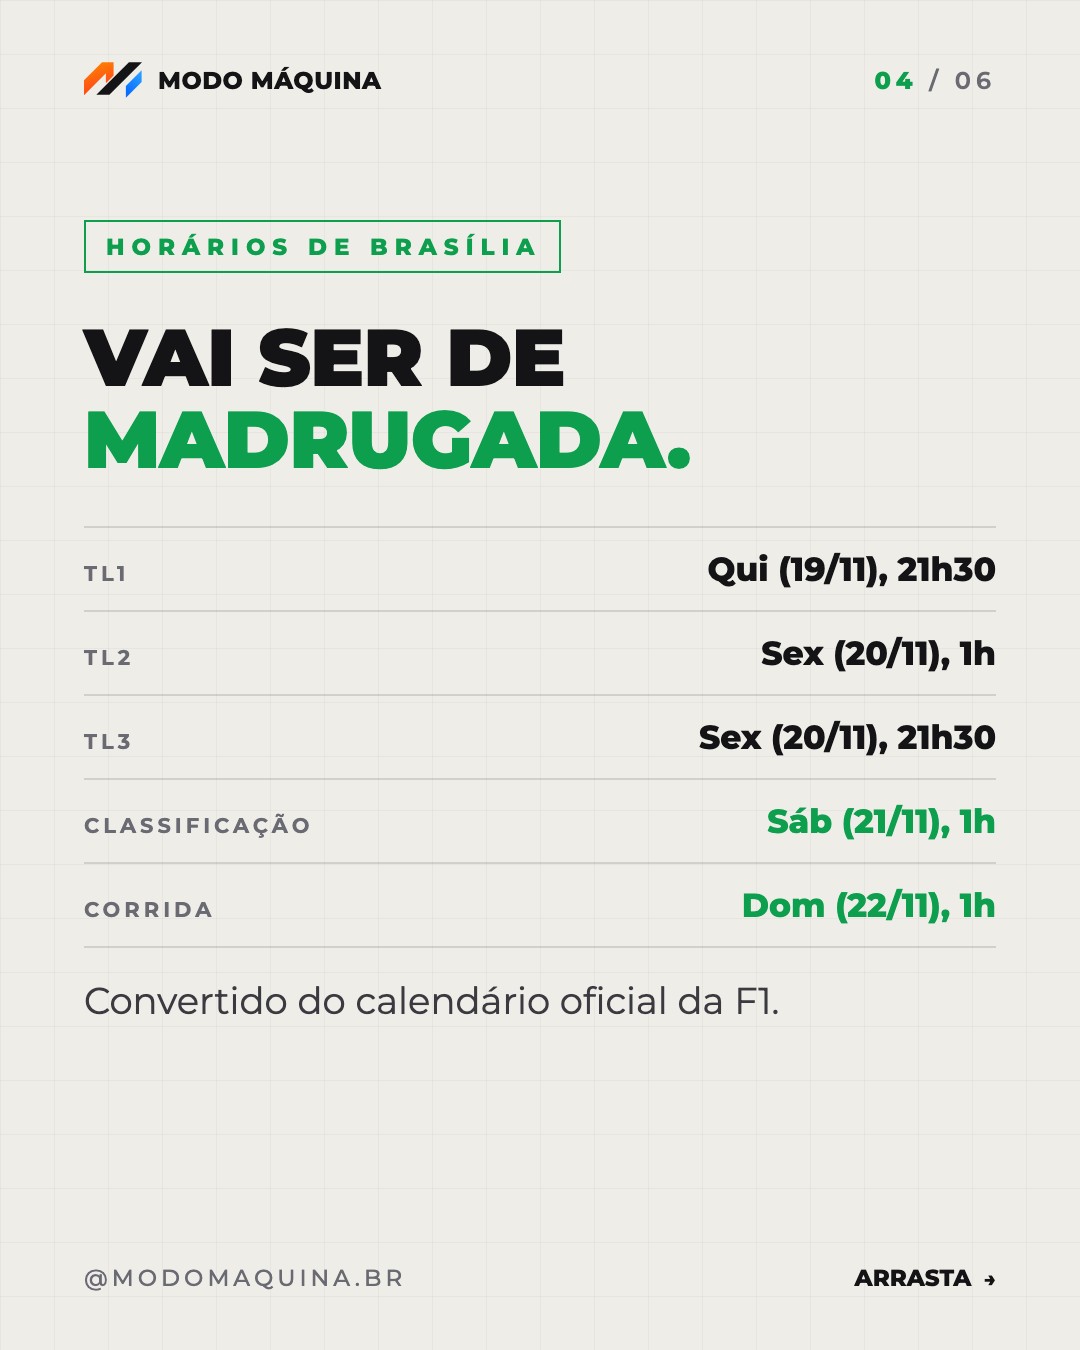 MODO MÁQUINA
04 / 06
HORÁRIOS DE BRASÍLIA
VAI SER DE
MADRUGADA.
TL1 Qui (19/11), 21h30
TL2 Sex (20/11), 1h
TL3 Sex (20/11), 21h30
CLASSIFICAÇÃO Sáb (21/11), 1h
CORRIDA Dom (22/11), 1h
Convertido do calendário oficial da F1.
@MODOMAQUINA.BR
ARRASTA →